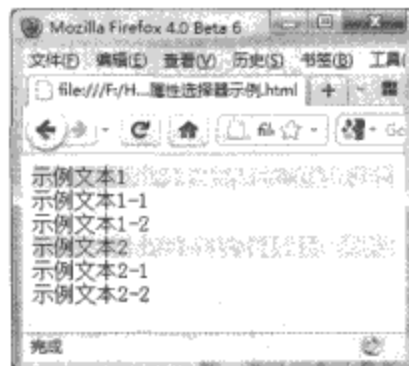 Mozilla Firefox 4.0 Beta 6
文件(F) 编辑(E) 查看(V) 历史(S) 书签(B) 工具(
file:///F:/H...属性选择器示例.html
示例文本1
示例文本1-1
示例文本1-2
示例文本2
示例文本2-1
示例文本2-2
完成